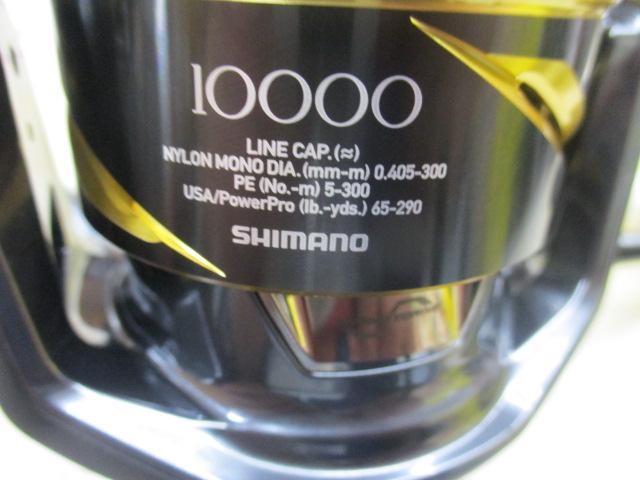 10000
LINE CAP.(≈)
NYLON MONO DIA.(mm-m) 0.405-300
PE (No.-m) 5-300
USA/PowerPro (lb.-yds.) 65-290
SHIMANO